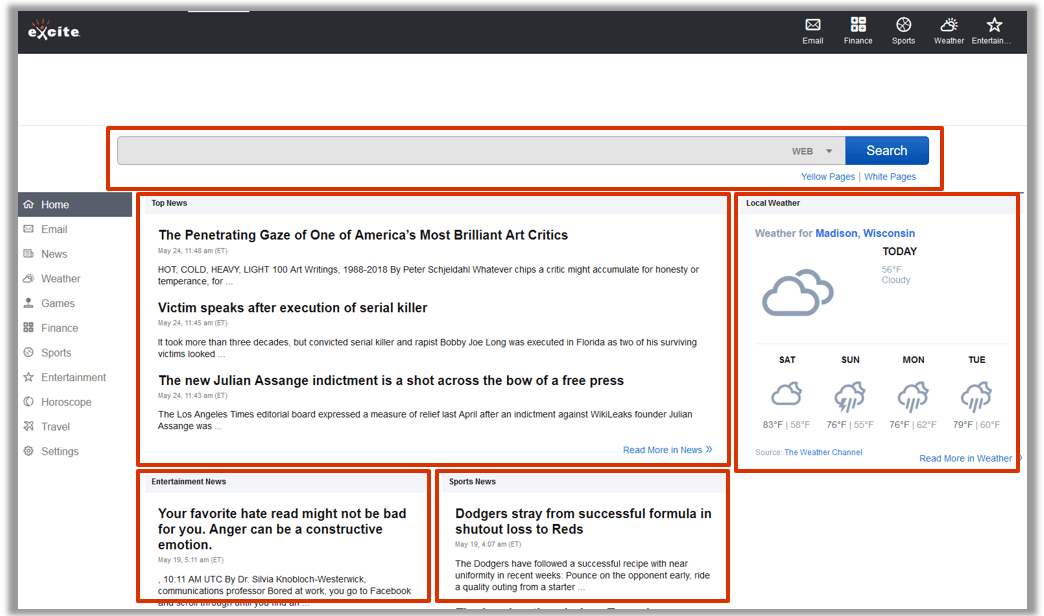 excite
Email
Finance
Sports
Weather
Entertain...
WEB
Search
Yellow Pages | White Pages
Home
Email
News
Weather
Games
Finance
Sports
Entertainment
Horoscope
Travel
Settings
Top News
The Penetrating Gaze of One of America's Most Brilliant Art Critics
May 24, 11:48 am (ET)
HOT, COLD, HEAVY, LIGHT 100 Art Writings, 1988-2018 By Peter Schjeldahl Whatever chips a critic might accumulate for honesty or
temperance, for ...
Victim speaks after execution of serial killer
May 24, 11:45 am (ET)
It took more than three decades, but convicted serial killer and rapist Bobby Joe Long was executed in Florida as two of his surviving
victims looked ...
The new Julian Assange indictment is a shot across the bow of a free press
May 24, 11:43 am (ET)
The Los Angeles Times editorial board expressed a measure of relief last April after an indictment against WikiLeaks founder Julian
Assange was ...
Read More in News »
Local Weather
Weather for Madison, Wisconsin
TODAY
56°F
Cloudy
SAT SUN MON TUE
83°F | 58°F 76°F | 55°F 76°F | 62°F 79°F | 60°F
Source: The Weather Channel
Read More in Weather »
Entertainment News
Your favorite hate read might not be bad
for you. Anger can be a constructive
emotion.
May 19, 5:11 am (ET)
, 10:11 AM UTC By Dr. Silvia Knobloch-Westerwick,
communications professor Bored at work, you go to Facebook
and scroll through until you find an ...
Sports News
Dodgers stray from successful formula in
shutout loss to Reds
May 19, 4:07 am (ET)
The Dodgers have followed a successful recipe with near
uniformity in recent weeks: Pounce on the opponent early, ride
a quality outing from a starter ...